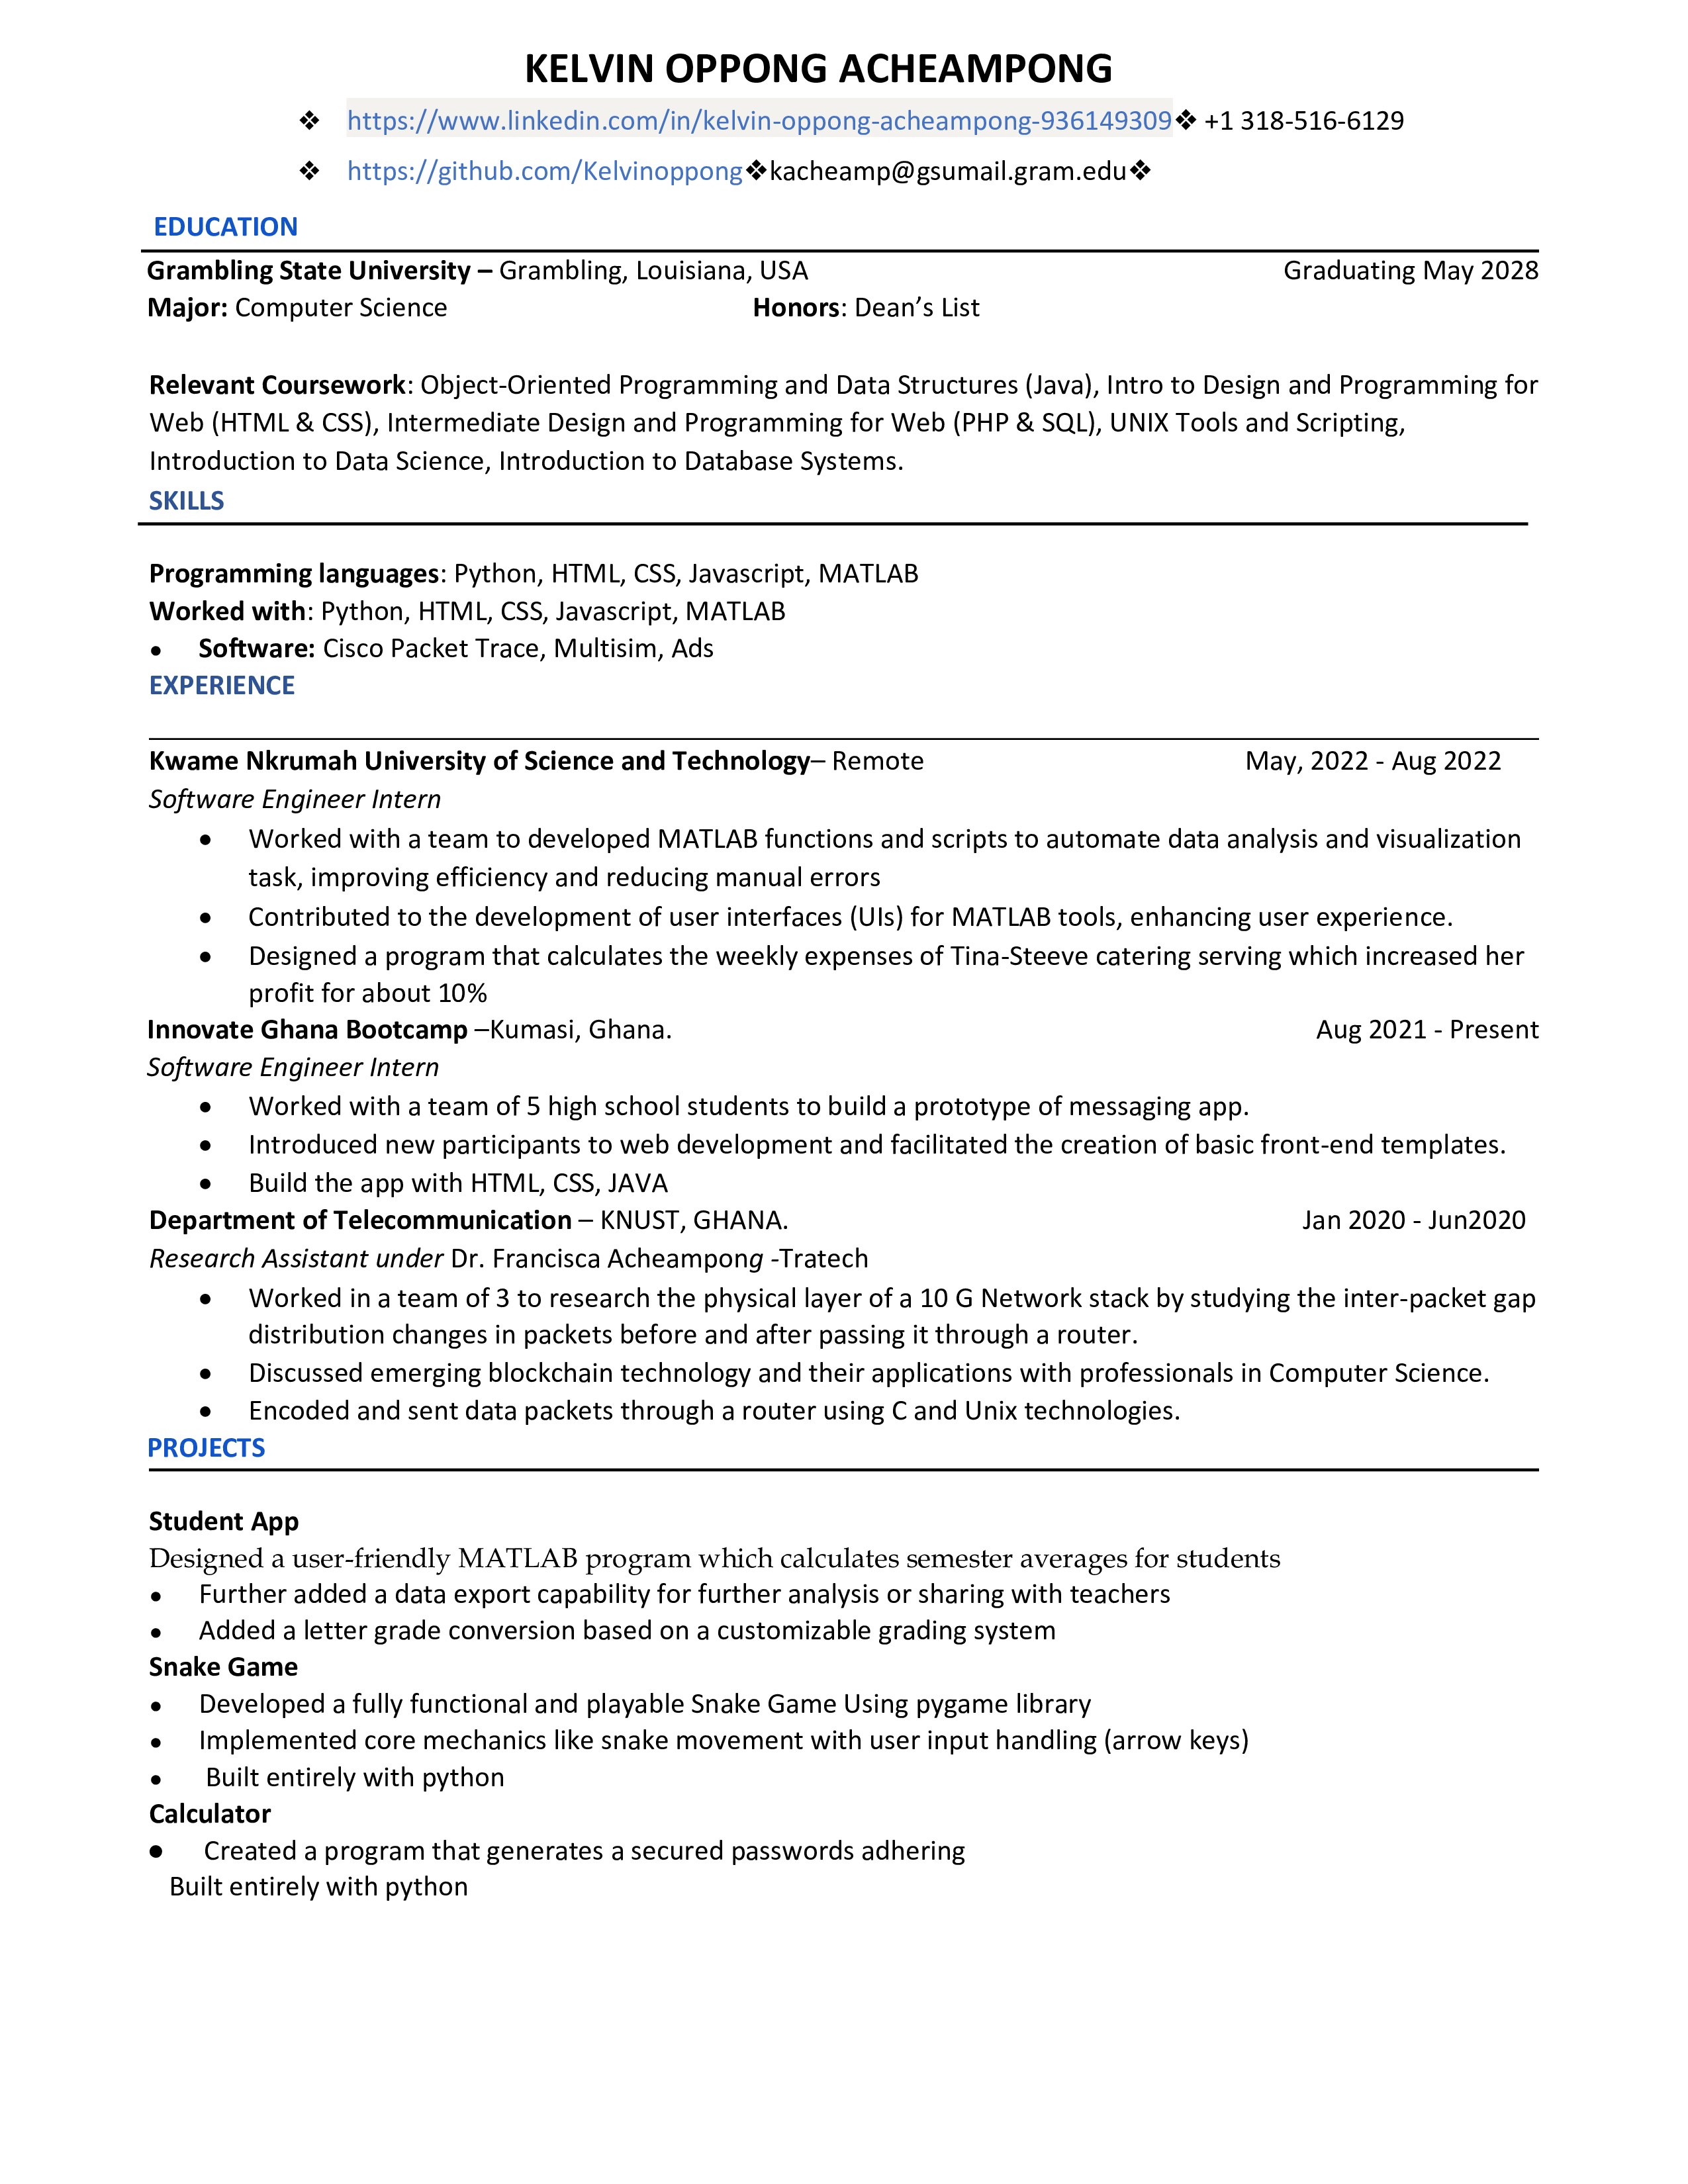 KELVIN OPPONG ACHEAMPONG
❖ https://www.linkedin.com/in/kelvin-oppong-acheampong-936149309❖ +1 318-516-6129
❖ https://github.com/Kelvinoppong❖kacheamp@gsumail.gram.edu❖
EDUCATION
Grambling State University – Grambling, Louisiana, USA Graduating May 2028
Major: Computer Science Honors: Dean’s List
Relevant Coursework: Object-Oriented Programming and Data Structures (Java), Intro to Design and Programming for
Web (HTML & CSS), Intermediate Design and Programming for Web (PHP & SQL), UNIX Tools and Scripting,
Introduction to Data Science, Introduction to Database Systems.
SKILLS
Programming languages: Python, HTML, CSS, Javascript, MATLAB
Worked with: Python, HTML, CSS, Javascript, MATLAB
• Software: Cisco Packet Trace, Multisim, Ads
EXPERIENCE
Kwame Nkrumah University of Science and Technology– Remote May, 2022 - Aug 2022
Software Engineer Intern
• Worked with a team to developed MATLAB functions and scripts to automate data analysis and visualization
task, improving efficiency and reducing manual errors
• Contributed to the development of user interfaces (UIs) for MATLAB tools, enhancing user experience.
• Designed a program that calculates the weekly expenses of Tina-Steeve catering serving which increased her
profit for about 10%
Innovate Ghana Bootcamp –Kumasi, Ghana. Aug 2021 - Present
Software Engineer Intern
• Worked with a team of 5 high school students to build a prototype of messaging app.
• Introduced new participants to web development and facilitated the creation of basic front-end templates.
• Build the app with HTML, CSS, JAVA
Department of Telecommunication – KNUST, GHANA. Jan 2020 - Jun2020
Research Assistant under Dr. Francisca Acheampong -Tratech
• Worked in a team of 3 to research the physical layer of a 10 G Network stack by studying the inter-packet gap
distribution changes in packets before and after passing it through a router.
• Discussed emerging blockchain technology and their applications with professionals in Computer Science.
• Encoded and sent data packets through a router using C and Unix technologies.
PROJECTS
Student App
Designed a user-friendly MATLAB program which calculates semester averages for students
• Further added a data export capability for further analysis or sharing with teachers
• Added a letter grade conversion based on a customizable grading system
Snake Game
• Developed a fully functional and playable Snake Game Using pygame library
• Implemented core mechanics like snake movement with user input handling (arrow keys)
• Built entirely with python
Calculator
• Created a program that generates a secured passwords adhering
Built entirely with python